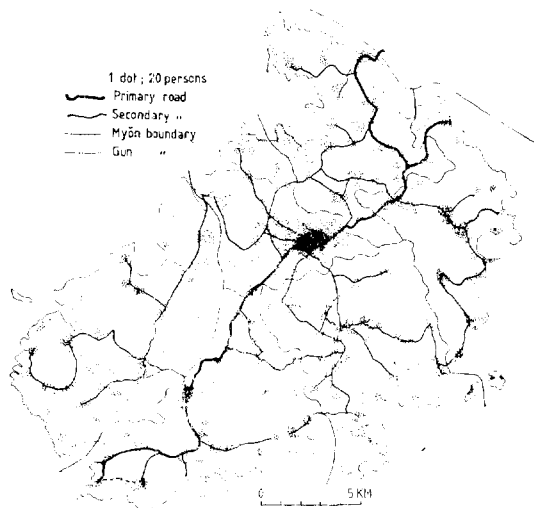 1 dot ; 20 persons
Primary road
Secondary "
Myŏn boundary
Gun "
0 5 KM